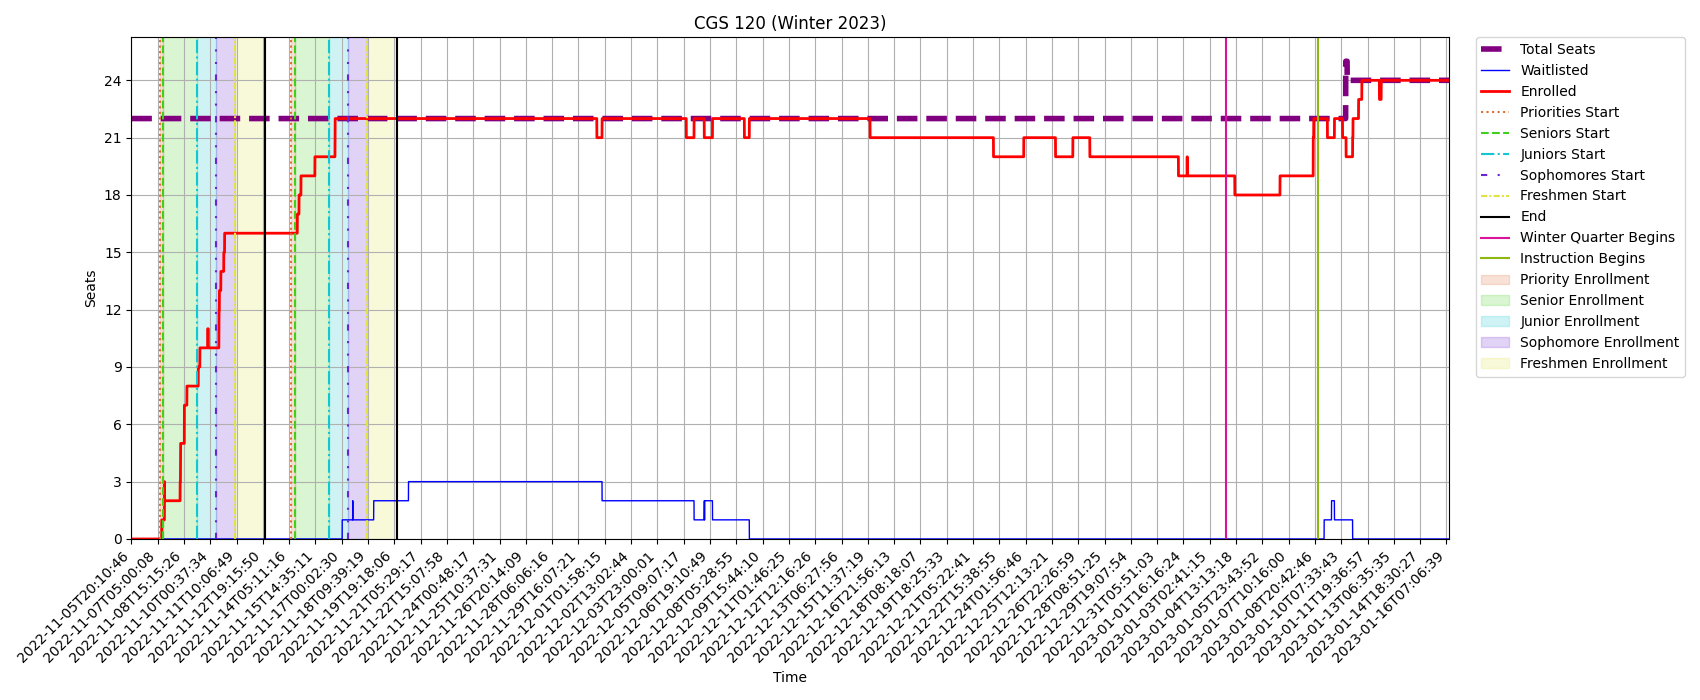 CGS 120 (Winter 2023)
Seats
24
21
18
15
12
9
6
3
0
2022-11-05T20:10:46
2022-11-07T05:00:08
2022-11-08T15:15:26
2022-11-10T00:37:34
2022-11-11T10:06:49
2022-11-12T19:15:50
2022-11-14T05:11:16
2022-11-15T14:35:11
2022-11-17T00:02:30
2022-11-18T09:39:19
2022-11-19T19:18:06
2022-11-21T05:29:17
2022-11-22T15:07:58
2022-11-24T00:48:17
2022-11-25T10:37:31
2022-11-26T20:14:09
2022-11-28T06:06:16
2022-11-29T16:07:21
2022-12-01T01:58:15
2022-12-02T13:02:44
2022-12-03T23:00:01
2022-12-05T09:07:17
2022-12-06T19:10:49
2022-12-08T05:28:55
2022-12-09T15:44:10
2022-12-11T01:46:25
2022-12-12T12:16:26
2022-12-13T06:27:56
2022-12-15T11:37:19
2022-12-16T21:56:13
2022-12-18T08:18:07
2022-12-19T18:25:33
2022-12-21T05:22:41
2022-12-22T15:38:55
2022-12-24T01:56:46
2022-12-25T12:13:21
2022-12-26T22:26:59
2022-12-28T08:51:25
2022-12-29T19:07:54
2022-12-31T05:51:03
2023-01-01T16:16:24
2023-01-03T02:41:15
2023-01-04T13:13:18
2023-01-05T23:43:52
2023-01-07T10:16:00
2023-01-08T20:42:46
2023-01-10T07:33:43
2023-01-11T19:36:57
2023-01-13T06:35:35
2023-01-14T18:30:27
2023-01-16T07:06:39
Time
Total Seats
Waitlisted
Enrolled
Priorities Start
Seniors Start
Juniors Start
Sophomores Start
Freshmen Start
End
Winter Quarter Begins
Instruction Begins
Priority Enrollment
Senior Enrollment
Junior Enrollment
Sophomore Enrollment
Freshmen Enrollment